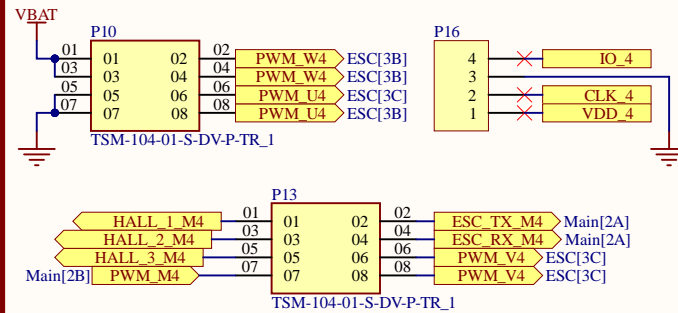 VBAT
P10
01 01 02 02 PWM_W4 ESC[3B]
03 03 04 04 PWM_W4 ESC[3B]
05 05 06 06 PWM_U4 ESC[3C]
07 07 08 08 PWM_U4 ESC[3B]
TSM-104-01-S-DV-P-TR_1
P16
4 IO_4
3
2 CLK_4
1 VDD_4
P13
HALL_1_M4 01 01 02 02 ESC_TX_M4 Main[2A]
HALL_2_M4 03 03 04 04 ESC_RX_M4 Main[2A]
HALL_3_M4 05 05 06 06 PWM_V4 ESC[3C]
Main[2B] PWM_M4 07 07 08 08 PWM_V4 ESC[3C]
TSM-104-01-S-DV-P-TR_1